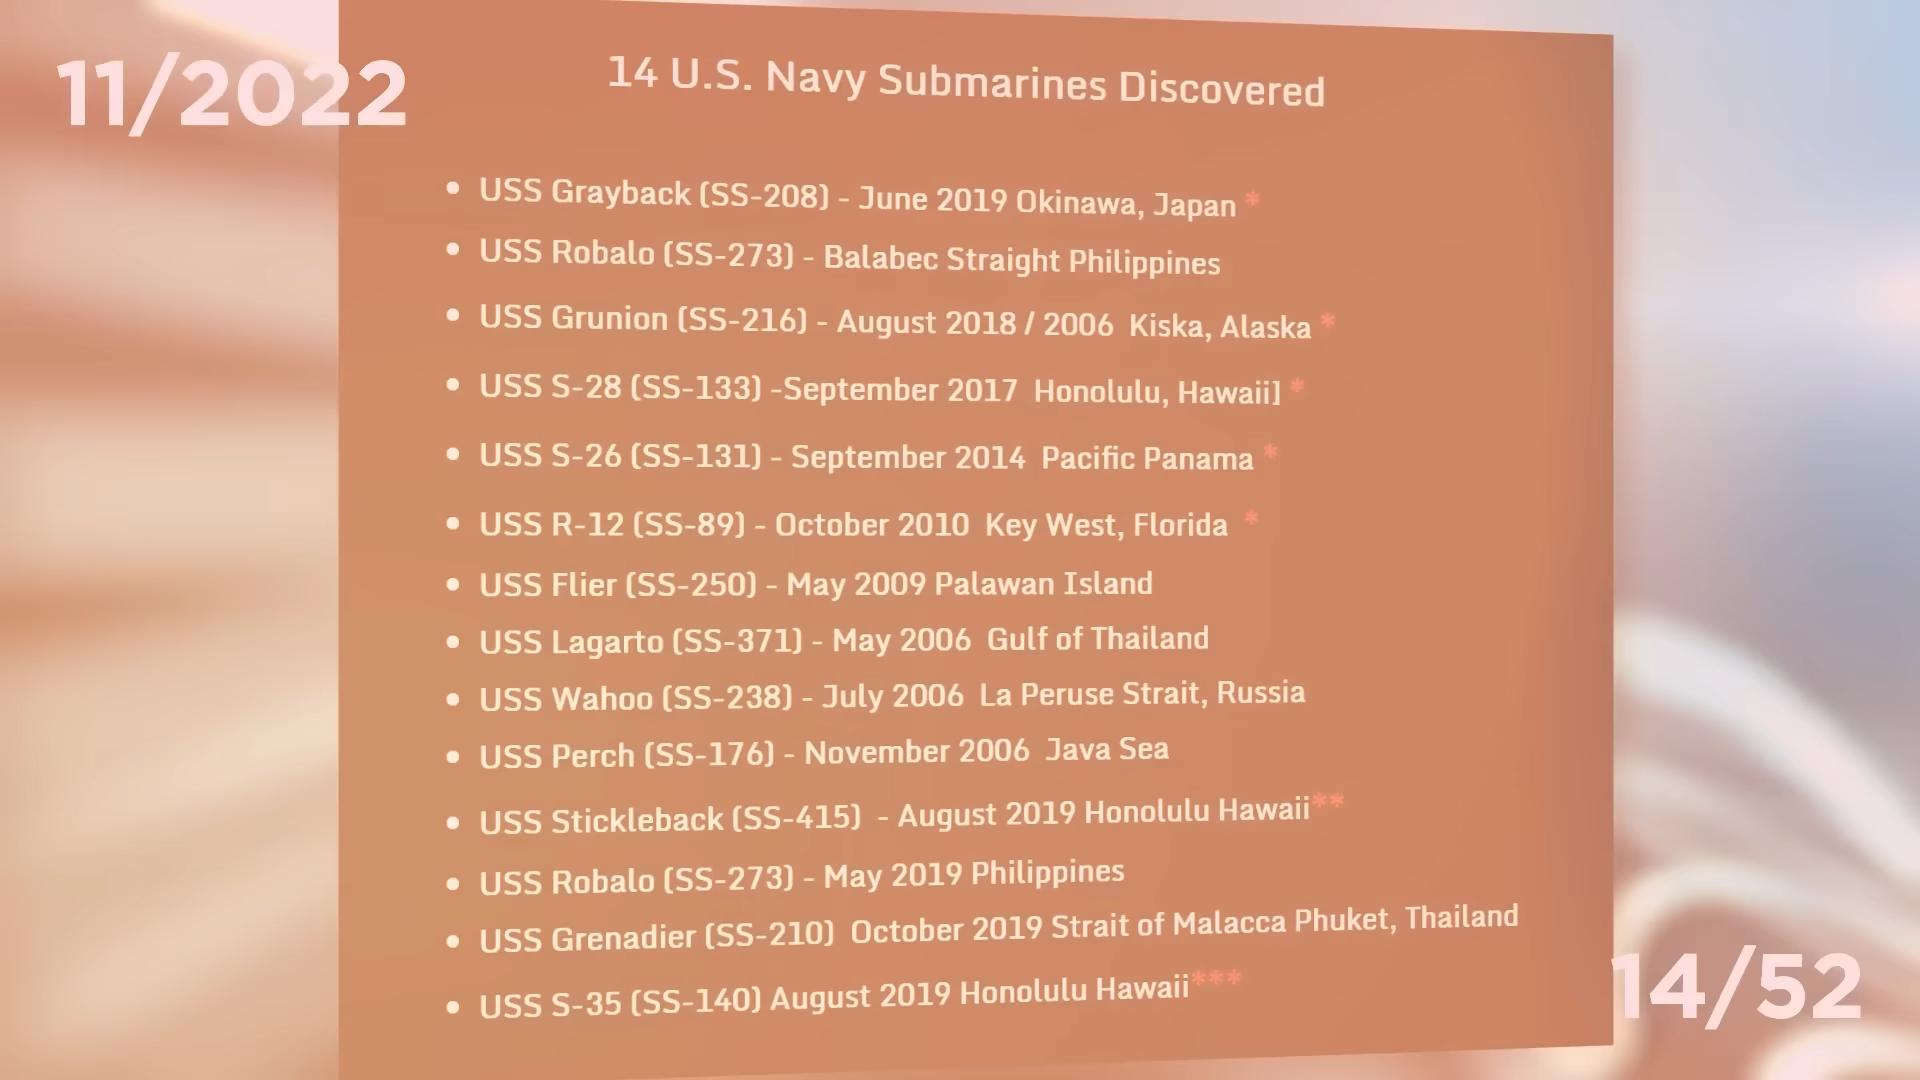 11/2022
14 U.S. Navy Submarines Discovered
• USS Grayback (SS-208) - June 2019 Okinawa, Japan *
• USS Robalo (SS-273) - Balabec Straight Philippines
• USS Grunion (SS-216) - August 2018 / 2006 Kiska, Alaska *
• USS S-28 (SS-133) -September 2017 Honolulu, Hawaii] *
• USS S-26 (SS-131) - September 2014 Pacific Panama *
• USS R-12 (SS-89) - October 2010 Key West, Florida *
• USS Flier (SS-250) - May 2009 Palawan Island
• USS Lagarto (SS-371) - May 2006 Gulf of Thailand
• USS Wahoo (SS-238) - July 2006 La Peruse Strait, Russia
• USS Perch (SS-176) - November 2006 Java Sea
• USS Stickleback (SS-415) - August 2019 Honolulu Hawaii**
• USS Robalo (SS-273) - May 2019 Philippines
• USS Grenadier (SS-210) October 2019 Strait of Malacca Phuket, Thailand
• USS S-35 (SS-140) August 2019 Honolulu Hawaii***
14/52